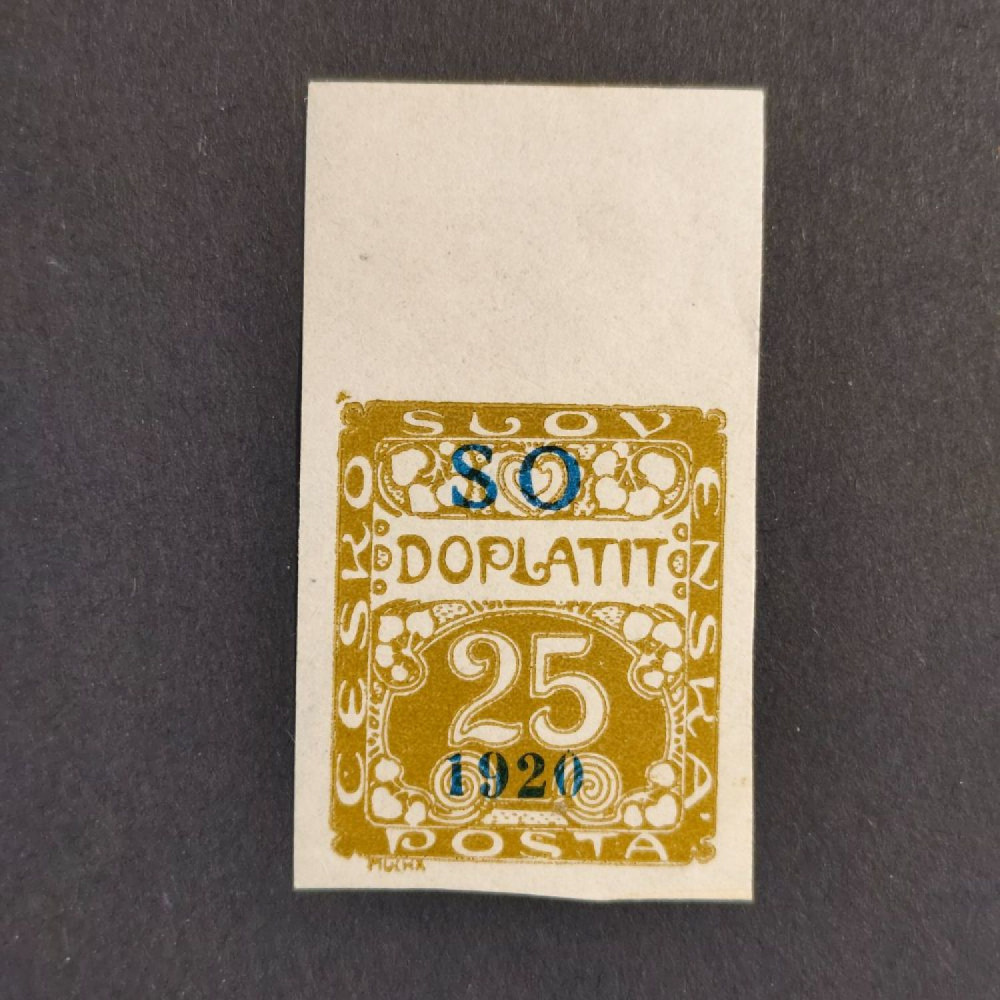 SLOV
ČESKO
ENSKÁ
SO
DOPLATIT
25
1920
POŠTA
MUCHA